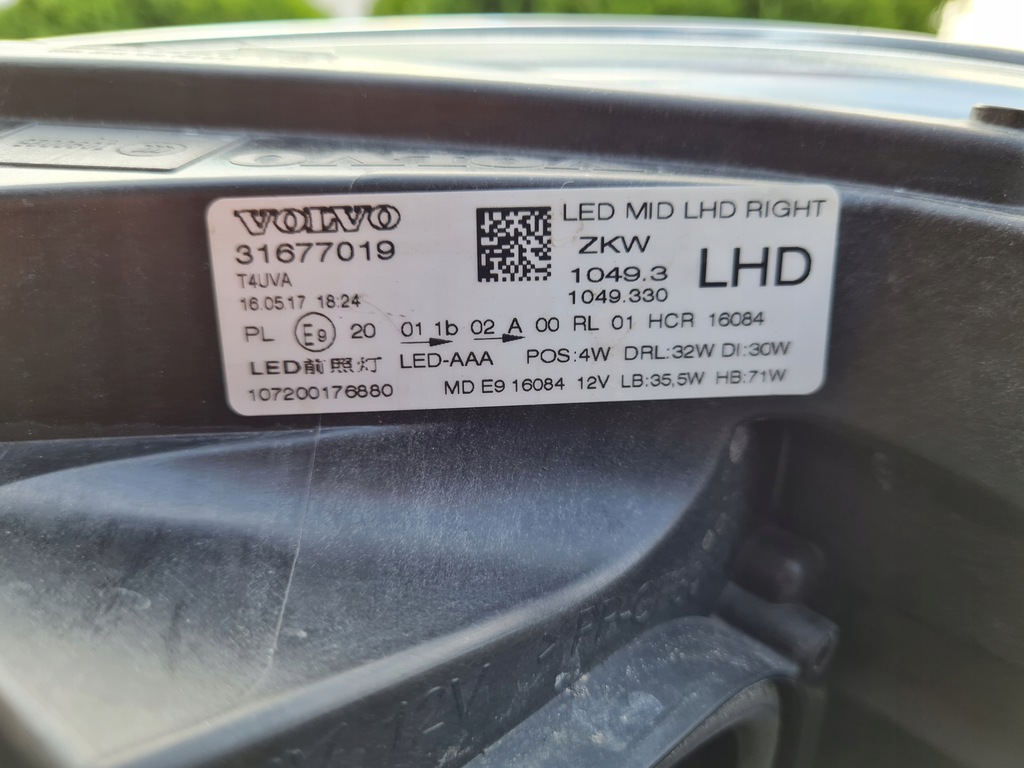 VOLVO
31677019
T4UVA
16.05.17 18:24
LED MID LHD RIGHT
ZKW
1049.3
1049.330
LHD
PL E9 20 01 1b 02 A 00 RL 01 HCR 16084
LED前照灯 LED-AAA POS:4W DRL:32W DI:30W
107200176880 MD E9 16084 12V LB:35,5W HB:71W
12V